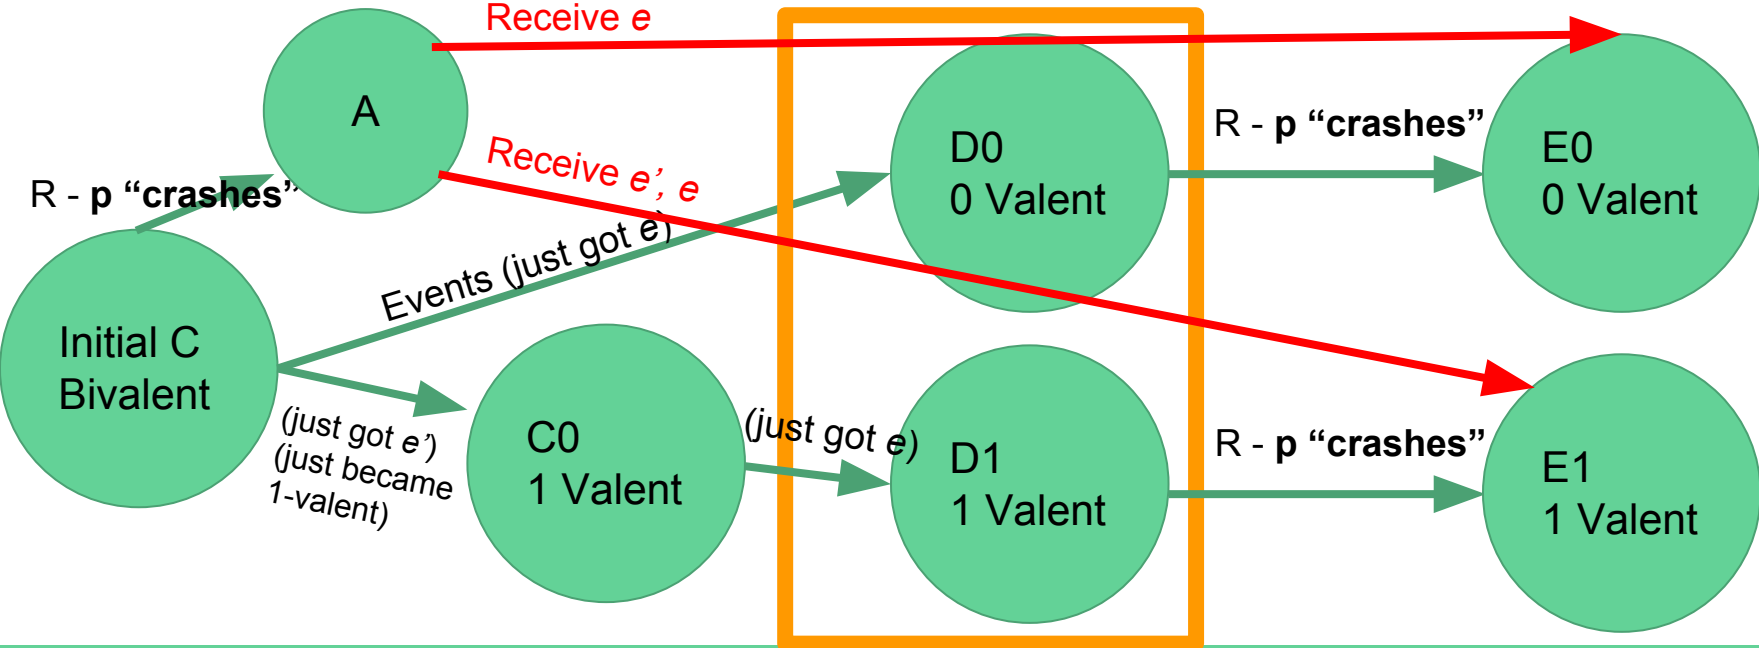 Receive e
A
R - p “crashes”
D0
0 Valent
E0
0 Valent
R - p “crashes”
Receive e’, e
Events (just got e)
Initial C
Bivalent
C0
1 Valent
(just got e’)
(just became
1-valent)
(just got e)
D1
1 Valent
R - p “crashes”
E1
1 Valent